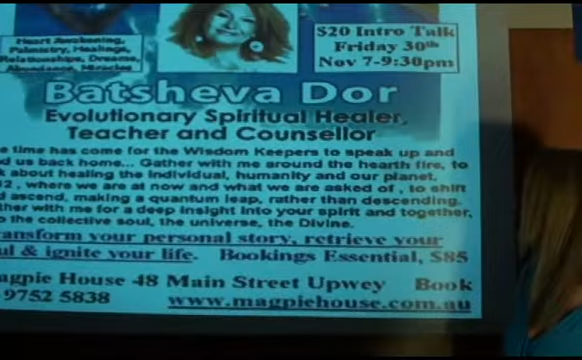 Heart Awakening,
Palmistry, Healings,
Relationships, Dreams,
Abundance, Miracles
$20 Intro Talk
Friday 30th
Nov 7-9:30pm
Batsheva Dor
Evolutionary Spiritual Healer,
Teacher and Counsellor
e time has come for the Wisdom Keepers to speak up and
d us back home... Gather with me around the hearth fire, to
about healing the individual, humanity and our planet.
12 , where we are at now and what we are asked of , to shift
d ascend, making a quantum leap, rather than descending.
ther with me for a deep insight into your spirit and together,
o the collective soul, the universe, the Divine.
ransform your personal story, retrieve your
ul & ignite your life. Bookings Essential, $85
agpie House 48 Main Street Upwey Book
9752 5838 www.magpiehouse.com.au